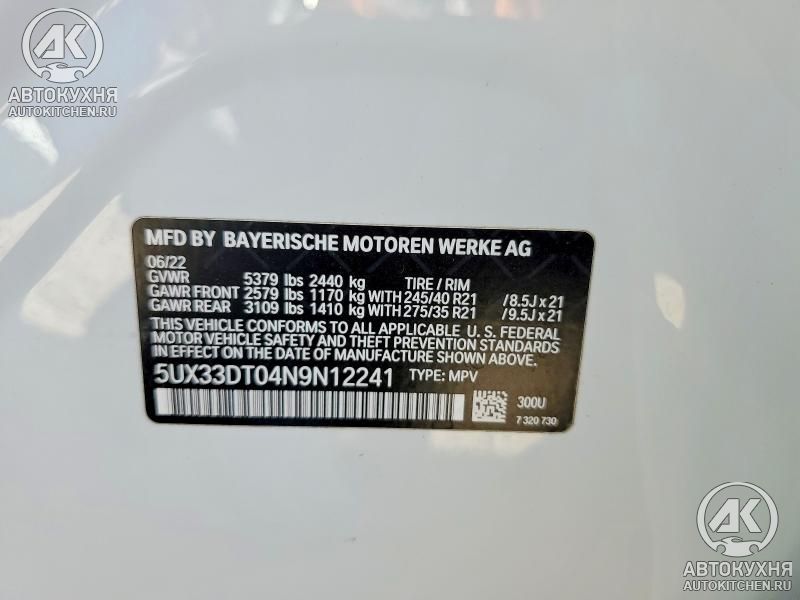 AK
АВТОКУХНЯ
AUTOKITCHEN.RU
MFD BY BAYERISCHE MOTOREN WERKE AG
06/22
GVWR 5379 lbs 2440 kg TIRE / RIM
GAWR FRONT 2579 lbs 1170 kg WITH 245/40 R21 /8.5J x 21
GAWR REAR 3109 lbs 1410 kg WITH 275/35 R21 /9.5J x 21
THIS VEHICLE CONFORMS TO ALL APPLICABLE U. S. FEDERAL
MOTOR VEHICLE SAFETY AND THEFT PREVENTION STANDARDS
IN EFFECT ON THE DATE OF MANUFACTURE SHOWN ABOVE.
5UX33DT04N9N12241 TYPE: MPV
300U
7 320 730
AK
АВТОКУХНЯ
AUTOKITCHEN.RU